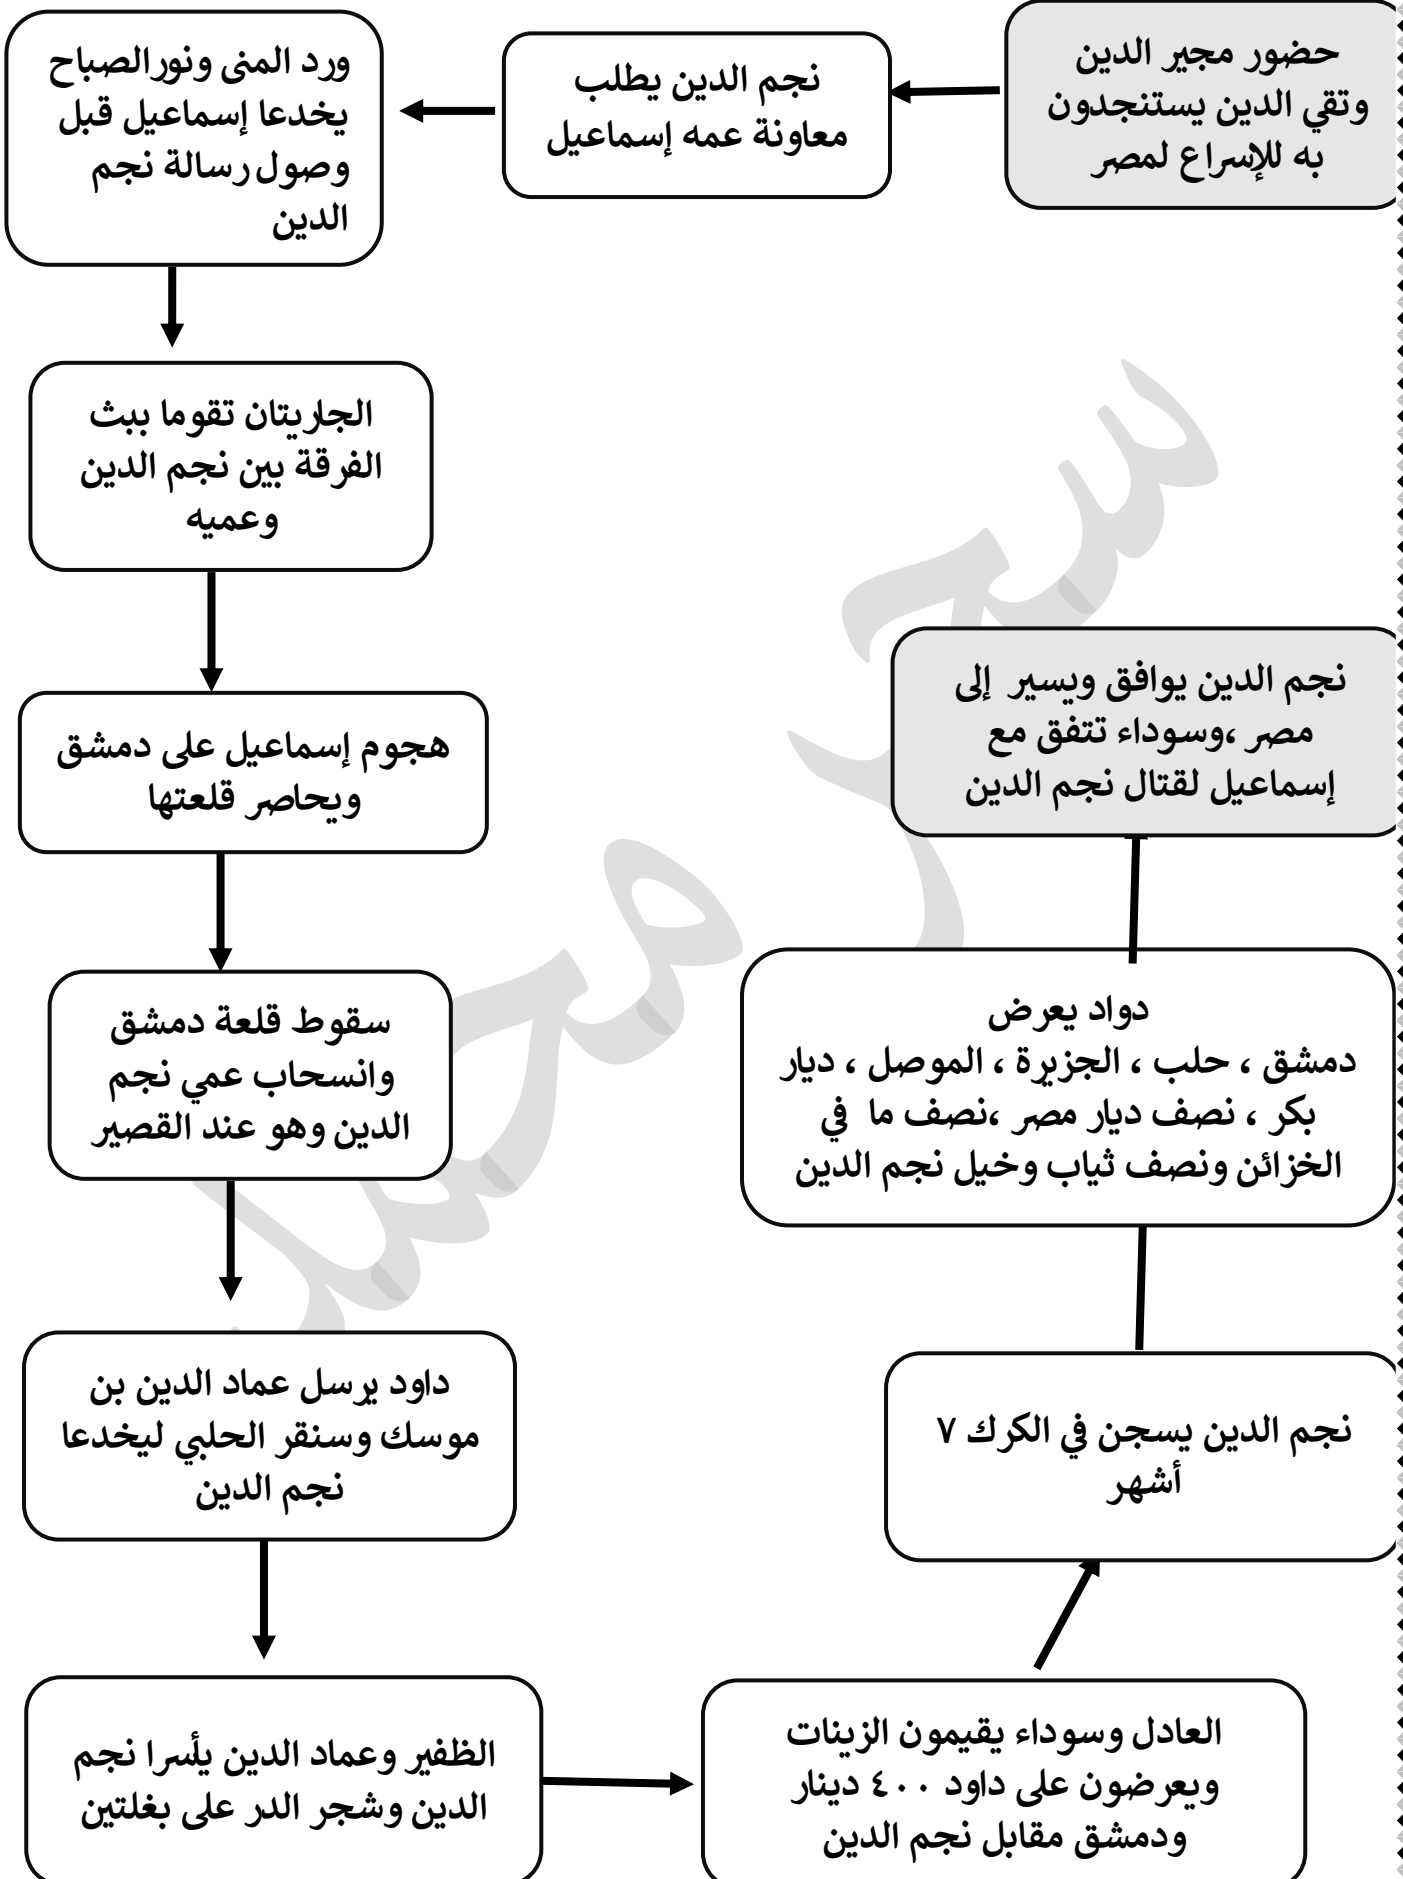 حضور مجير الدين
وتقي الدين يستنجدون
به للإسراع لمصر
نجم الدين يطلب
معاونة عمه إسماعيل
ورد المنى ونور الصباح
يخدعا إسماعيل قبل
وصول رسالة نجم
الدين
الجاريتان تقوما ببث
الفرقة بين نجم الدين
وعميه
هجوم إسماعيل على دمشق
ويحاصر قلعتها
سقوط قلعة دمشق
وانسحاب عمي نجم
الدين وهو عند القصير
داود يرسل عماد الدين بن
موسك وسنقر الحلبي ليخدعا
نجم الدين
الظفير وعماد الدين يأسرا نجم
الدين وشجر الدر على بغلتين
العادل وسوداء يقيمون الزينات
ويعرضون على داود ٤٠٠ دينار
ودمشق مقابل نجم الدين
نجم الدين يسجن في الكرك ٧
أشهر
دواد يعرض
دمشق ، حلب ، الجزيرة ، الموصل ، ديار
بكر ، نصف ديار مصر ،نصف ما في
الخزائن ونصف ثياب وخيل نجم الدين
نجم الدين يوافق ويسير إلى
مصر ،وسوداء تتفق مع
إسماعيل لقتال نجم الدين